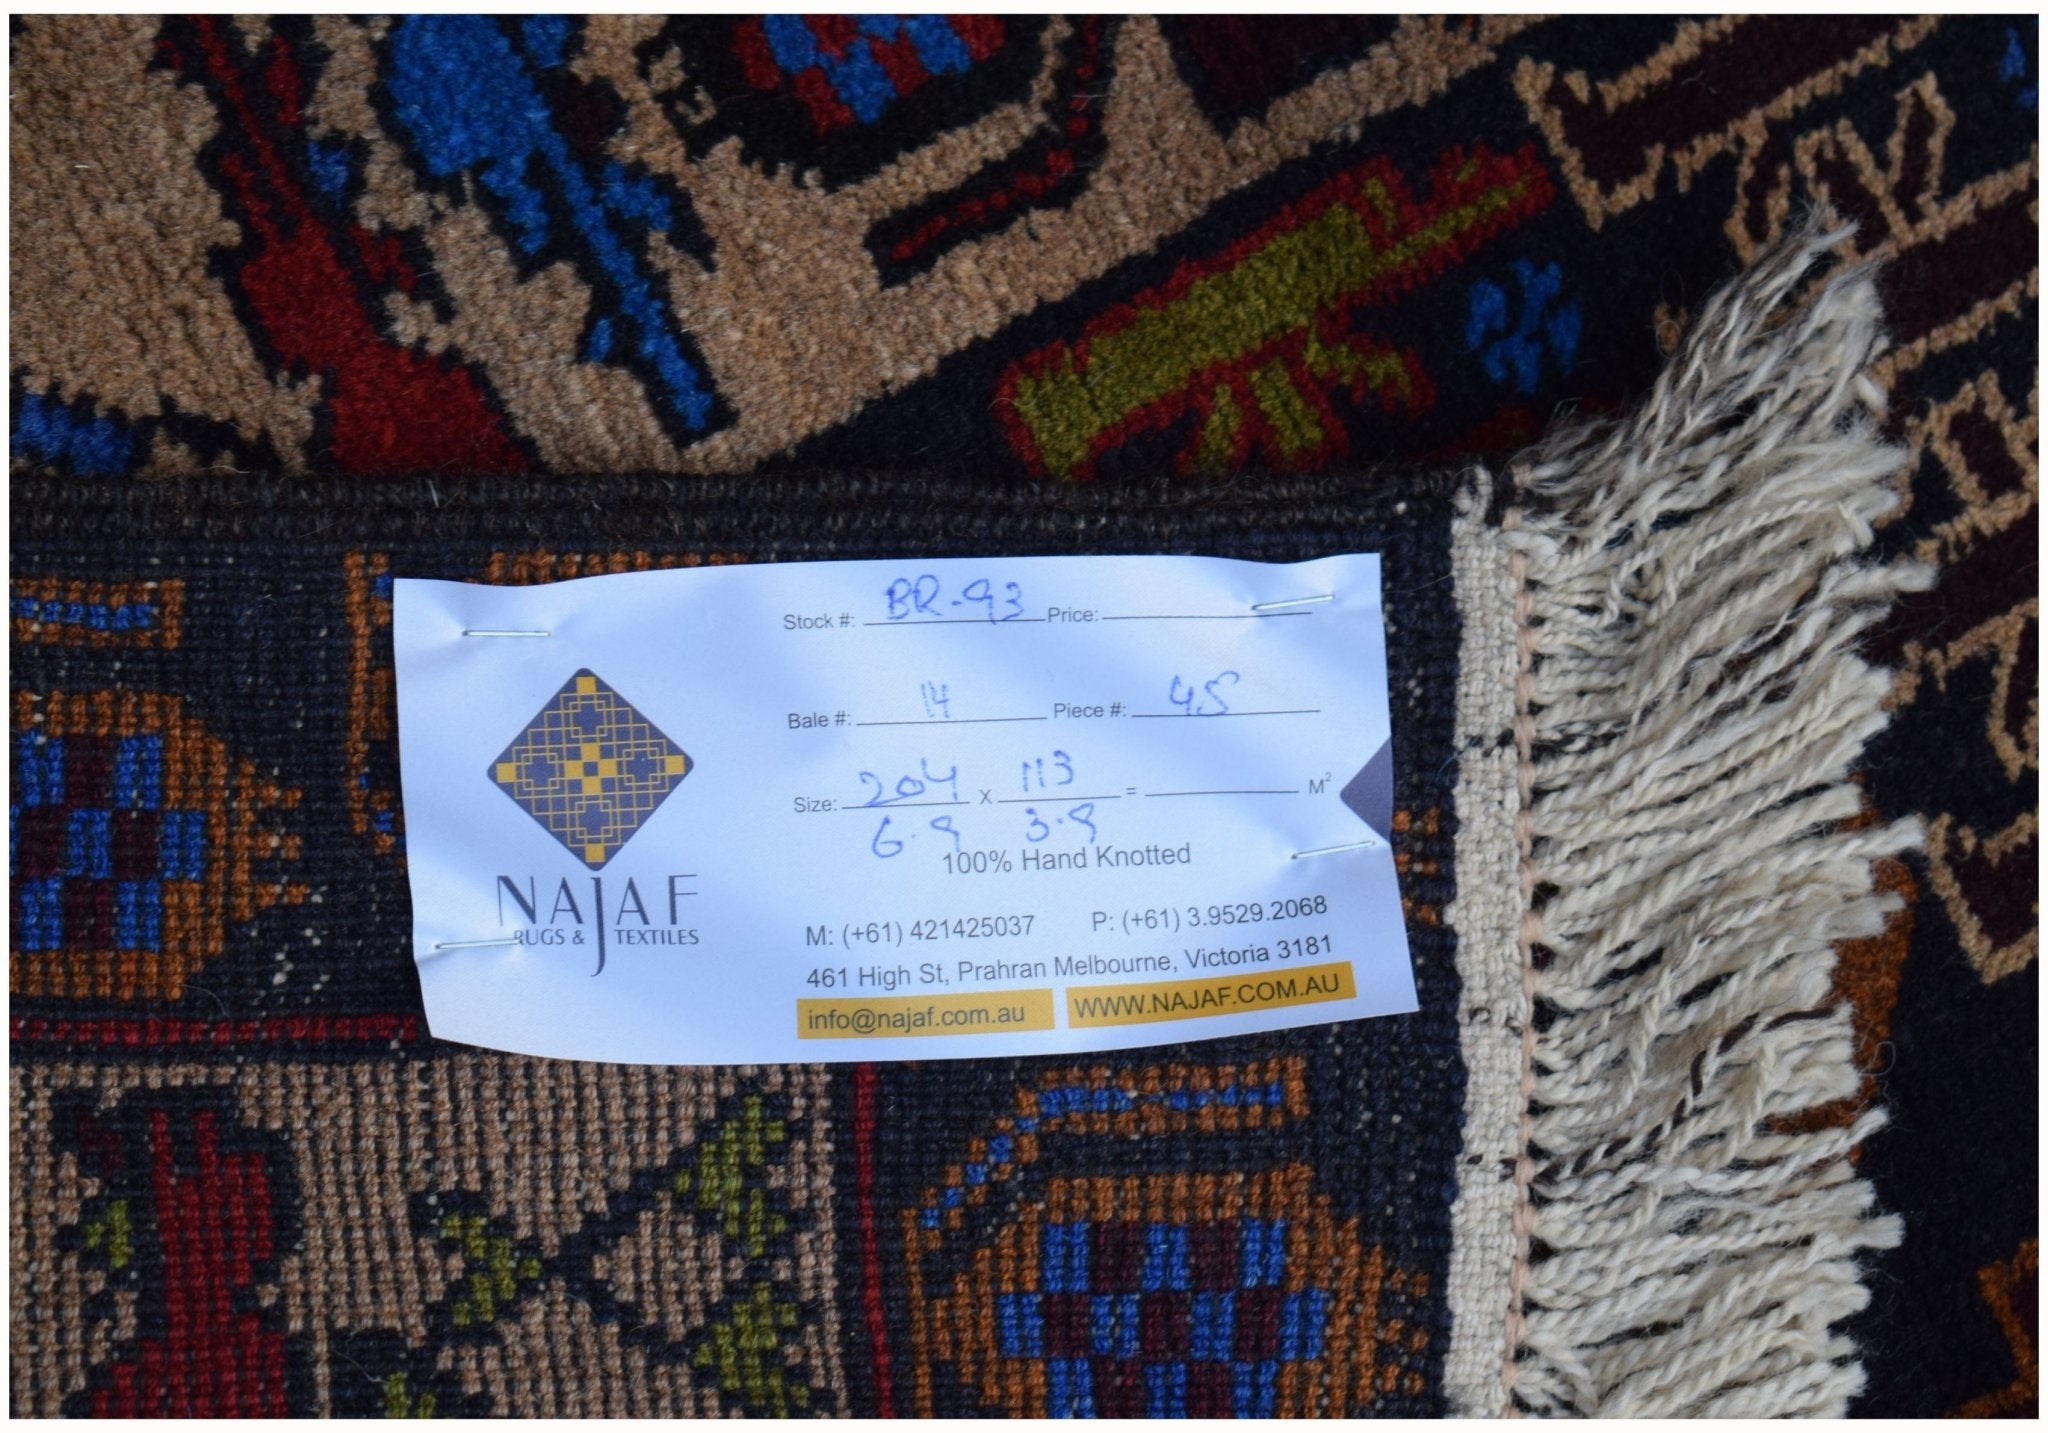 Stock #: BR-93 Price:
Bale #: 14 Piece #: 45
Size: 204 x 113 = M²
6.9 3.9
100% Hand Knotted
NAJAF
RUGS & TEXTILES
M: (+61) 421425037 P: (+61) 3.9529.2068
461 High St, Prahran Melbourne, Victoria 3181
info@najaf.com.au WWW.NAJAF.COM.AU